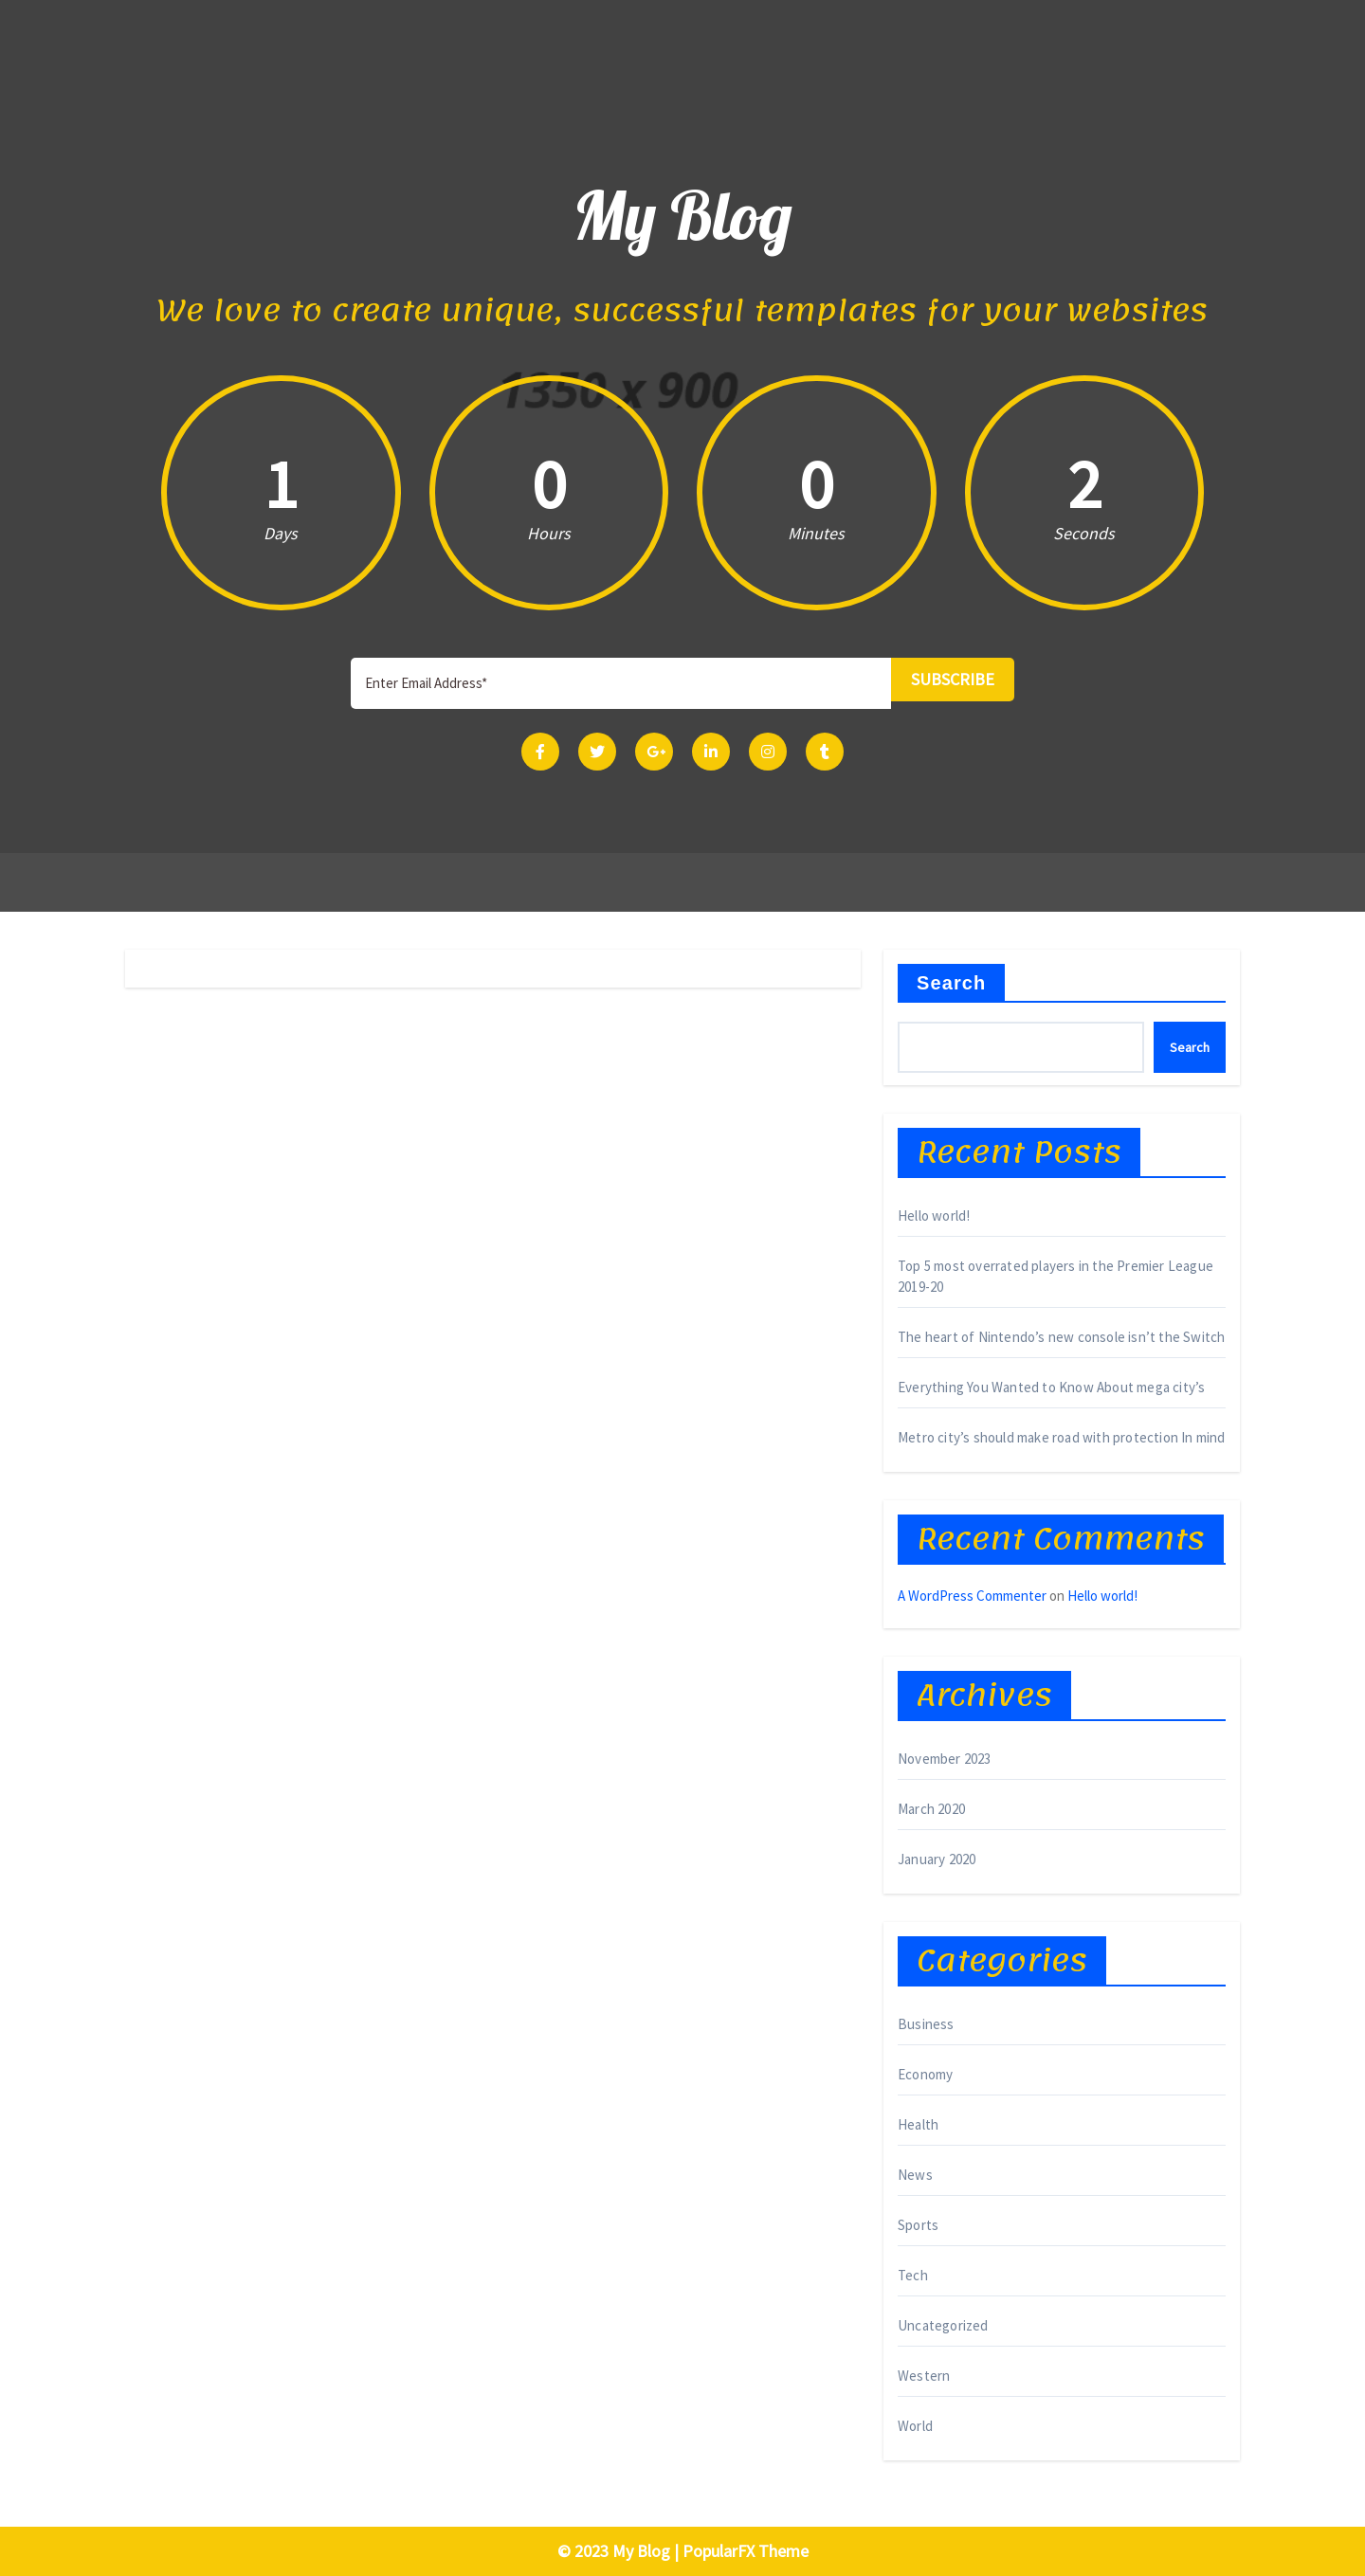 My Blog
We love to create unique, successful templates for your websites
1350 x 900
1
Days
0
Hours
0
Minutes
2
Seconds
Enter Email Address*
SUBSCRIBE
Search
Search
Recent Posts
Hello world!
Top 5 most overrated players in the Premier League
2019-20
The heart of Nintendo’s new console isn’t the Switch
Everything You Wanted to Know About mega city’s
Metro city’s should make road with protection In mind
Recent Comments
A WordPress Commenter on Hello world!
Archives
November 2023
March 2020
January 2020
Categories
Business
Economy
Health
News
Sports
Tech
Uncategorized
Western
World
© 2023 My Blog | PopularFX Theme